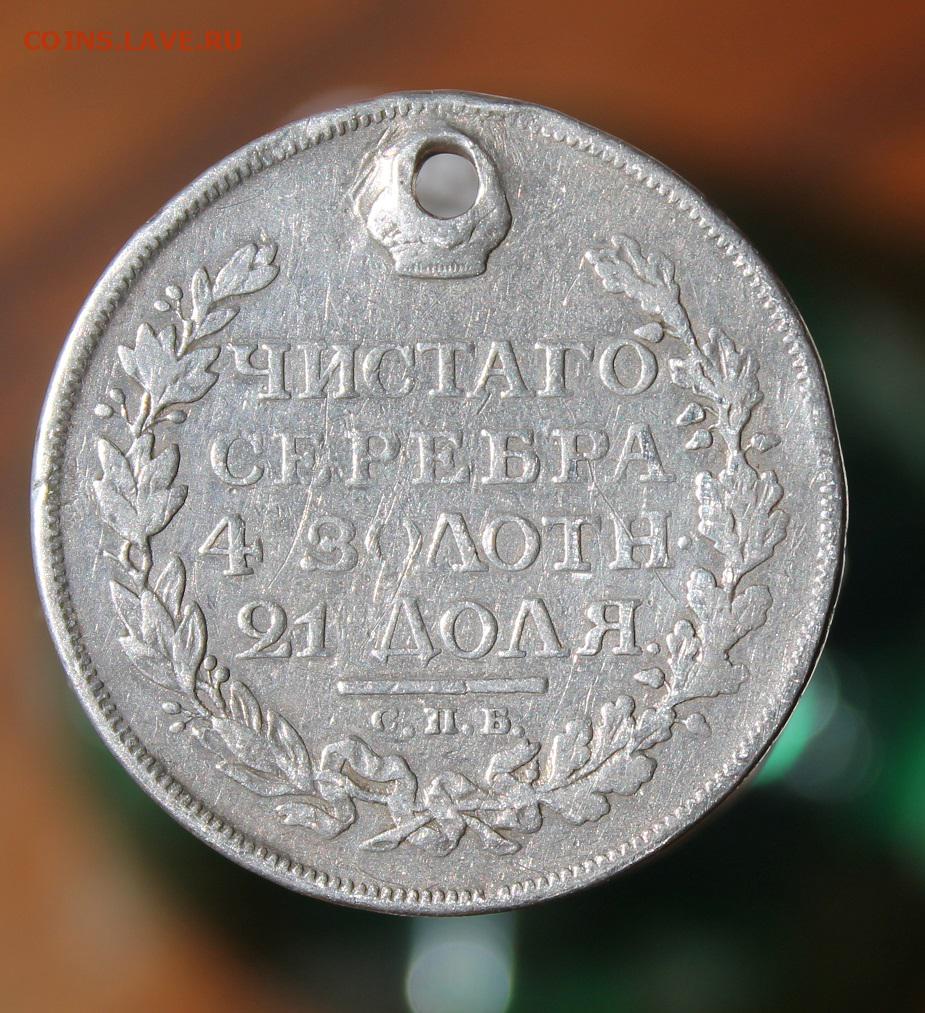 COINS.LAVE.RU
ЧИСТАГО
СЕРЕБРА
4 ЗОЛОТН.
21 ДОЛЯ.
С.П.Б.